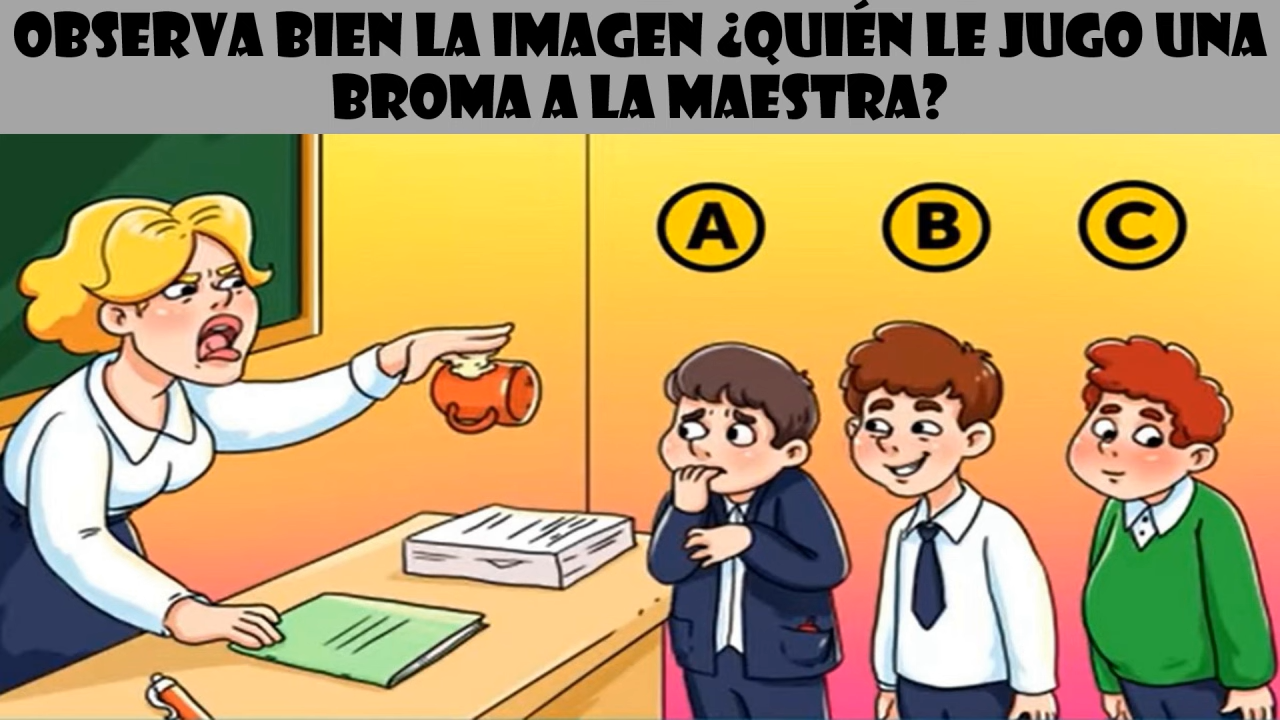 OBSERVA BIEN LA IMAGEN ¿QUIÉN LE JUGO UNA
BROMA A LA MAESTRA?
A B C